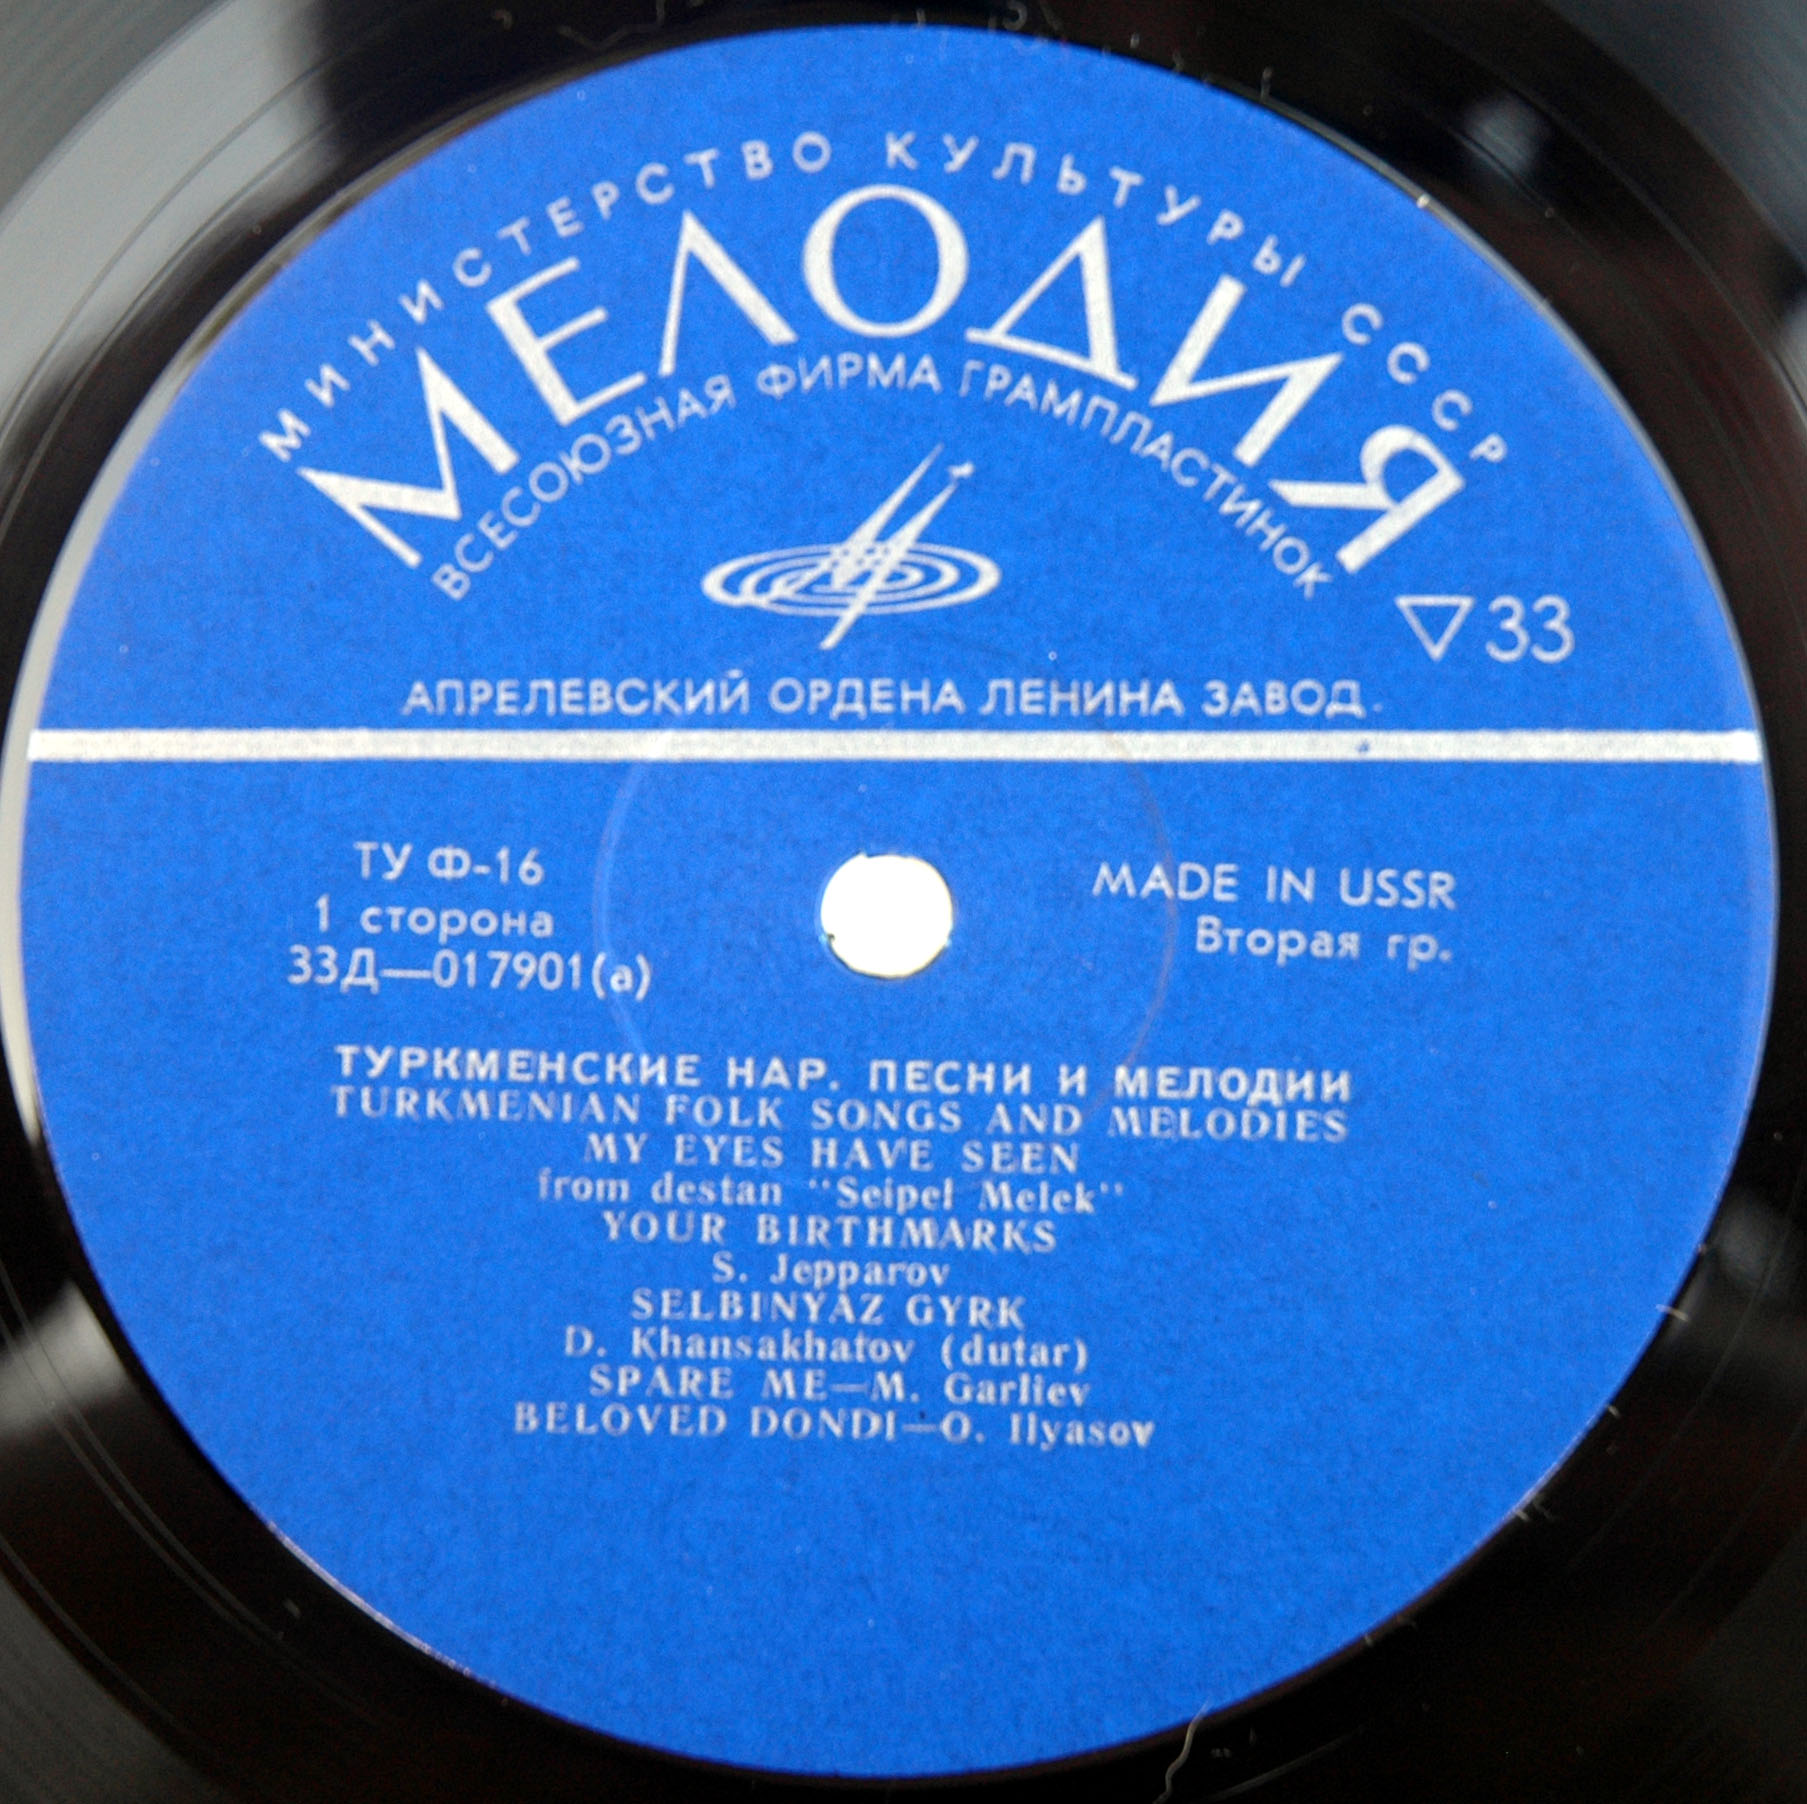 МИНИСТЕРСТВО КУЛЬТУРЫ СССР
МЕЛОДИЯ
ВСЕСОЮЗНАЯ ФИРМА ГРАМПЛАСТИНОК
▽33
АПРЕЛЕВСКИЙ ОРДЕНА ЛЕНИНА ЗАВОД
ТУ Ф-16
1 сторона
33Д—017901(а)
MADE IN USSR
Вторая гр.
ТУРКМЕНСКИЕ НАР. ПЕСНИ И МЕЛОДИИ
TURKMENIAN FOLK SONGS AND MELODIES
MY EYES HAVE SEEN
from destan "Seipel Melek"
YOUR BIRTHMARKS
S. Jepparov
SELBINYAZ GYRK
D. Khansakhatov (dutar)
SPARE ME—M. Garliev
BELOVED DONDI—O. Ilyasov